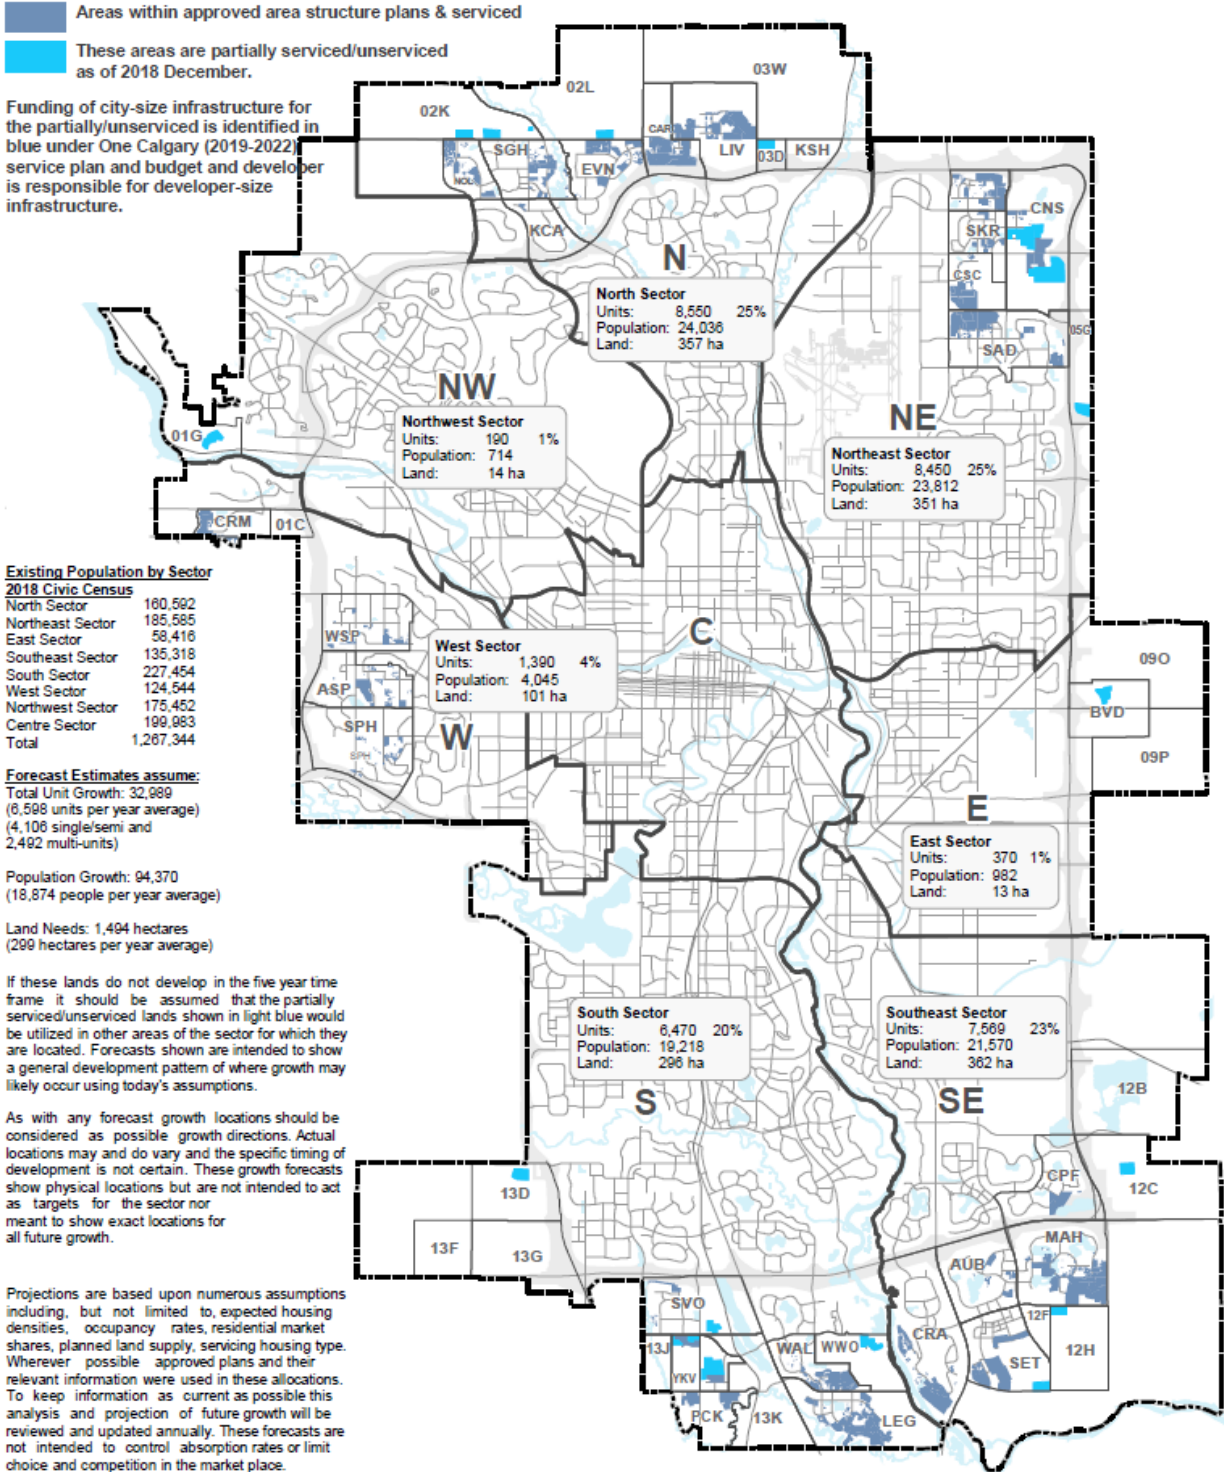 Areas within approved area structure plans & serviced
These areas are partially serviced/unserviced
as of 2018 December.
Funding of city-size infrastructure for
the partially/unserviced is identified in
blue under One Calgary (2019-2022)
service plan and budget and developer
is responsible for developer-size
infrastructure.
02K
02L
03W
SGH
NOL
EVN
CAR
LIV
03D
KSH
KCA
CNS
SKR
CSC
SAD
05G
N
North Sector
Units: 8,550 25%
Population: 24,036
Land: 357 ha
NW
Northwest Sector
Units: 190 1%
Population: 714
Land: 14 ha
NE
Northeast Sector
Units: 8,450 25%
Population: 23,812
Land: 351 ha
01G
CRM
01C
Existing Population by Sector
2018 Civic Census
North Sector 160,592
Northeast Sector 185,585
East Sector 58,416
Southeast Sector 135,318
South Sector 227,454
West Sector 124,544
Northwest Sector 175,452
Centre Sector 199,983
Total 1,267,344
WSP
ASP
SPH
SPH
C
West Sector
Units: 1,390 4%
Population: 4,045
Land: 101 ha
W
09O
BVD
09P
Forecast Estimates assume:
Total Unit Growth: 32,989
(6,598 units per year average)
(4,106 single/semi and
2,492 multi-units)
Population Growth: 94,370
(18,874 people per year average)
Land Needs: 1,494 hectares
(299 hectares per year average)
E
East Sector
Units: 370 1%
Population: 982
Land: 13 ha
If these lands do not develop in the five year time
frame it should be assumed that the partially
serviced/unserviced lands shown in light blue would
be utilized in other areas of the sector for which they
are located. Forecasts shown are intended to show
a general development pattern of where growth may
likely occur using today's assumptions.
South Sector
Units: 6,470 20%
Population: 19,218
Land: 296 ha
S
Southeast Sector
Units: 7,569 23%
Population: 21,570
Land: 362 ha
SE
As with any forecast growth locations should be
considered as possible growth directions. Actual
locations may and do vary and the specific timing of
development is not certain. These growth forecasts
show physical locations but are not intended to act
as targets for the sector nor
meant to show exact locations for
all future growth.
12B
CPF
12C
13D
13F
13G
MAH
AUB
12F
12H
SET
CRA
SVO
13J
YKV
WAL
WWO
PCK
13K
LEG
Projections are based upon numerous assumptions
including, but not limited to, expected housing
densities, occupancy rates, residential market
shares, planned land supply, servicing housing type.
Wherever possible approved plans and their
relevant information were used in these allocations.
To keep information as current as possible this
analysis and projection of future growth will be
reviewed and updated annually. These forecasts are
not intended to control absorption rates or limit
choice and competition in the market place.